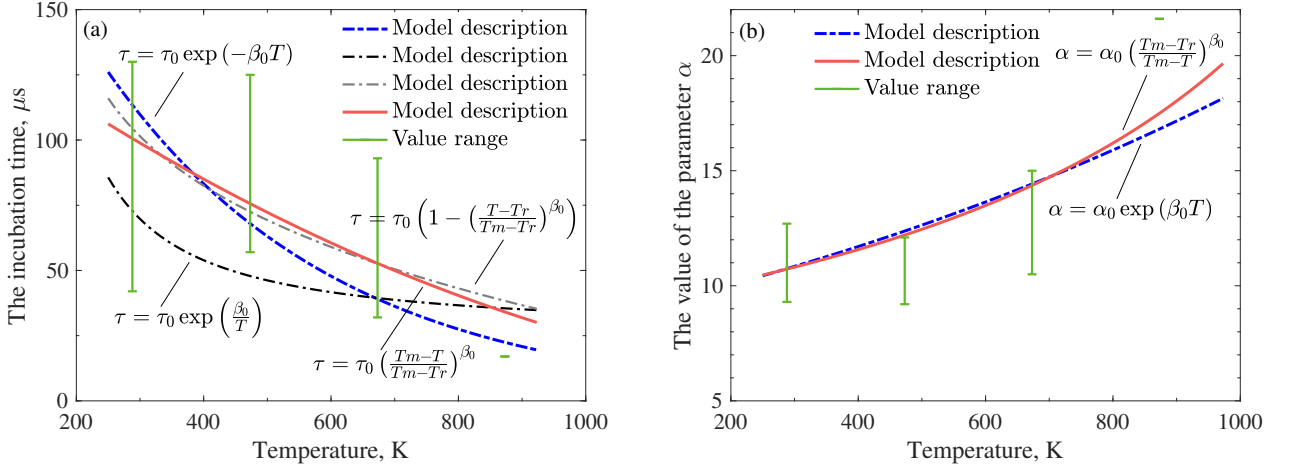 (a)
Model description
Model description
Model description
Model description
Value range
τ = τ₀ exp (−β₀T)
τ = τ₀ (1 − ((T−Tr)/(Tm−Tr))^β₀)
τ = τ₀ exp (β₀/T)
τ = τ₀ ((Tm−T)/(Tm−Tr))^β₀
The incubation time, μs
150
100
50
0
200 400 600 800 1000
Temperature, K
(b)
Model description
Model description
Value range
α = α₀ ((Tm−Tr)/(Tm−T))^β₀
α = α₀ exp (β₀T)
The value of the parameter α
20
15
10
5
200 400 600 800 1000
Temperature, K